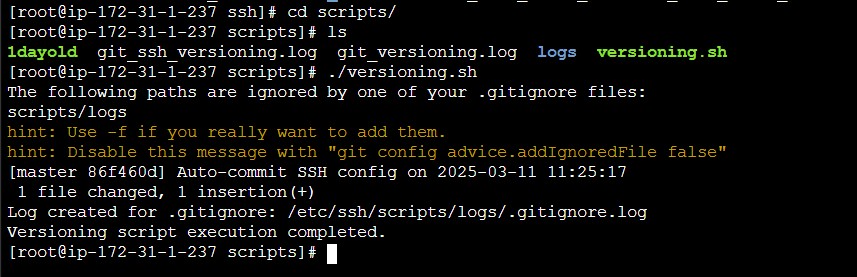 [root@ip-172-31-1-237 ssh]# cd scripts/
[root@ip-172-31-1-237 scripts]# ls
1dayold  git_ssh_versioning.log  git_versioning.log  logs  versioning.sh
[root@ip-172-31-1-237 scripts]# ./versioning.sh
The following paths are ignored by one of your .gitignore files:
scripts/logs
hint: Use -f if you really want to add them.
hint: Disable this message with "git config advice.addIgnoredFile false"
[master 86f460d] Auto-commit SSH config on 2025-03-11 11:25:17
 1 file changed, 1 insertion(+)
Log created for .gitignore: /etc/ssh/scripts/logs/.gitignore.log
Versioning script execution completed.
[root@ip-172-31-1-237 scripts]#